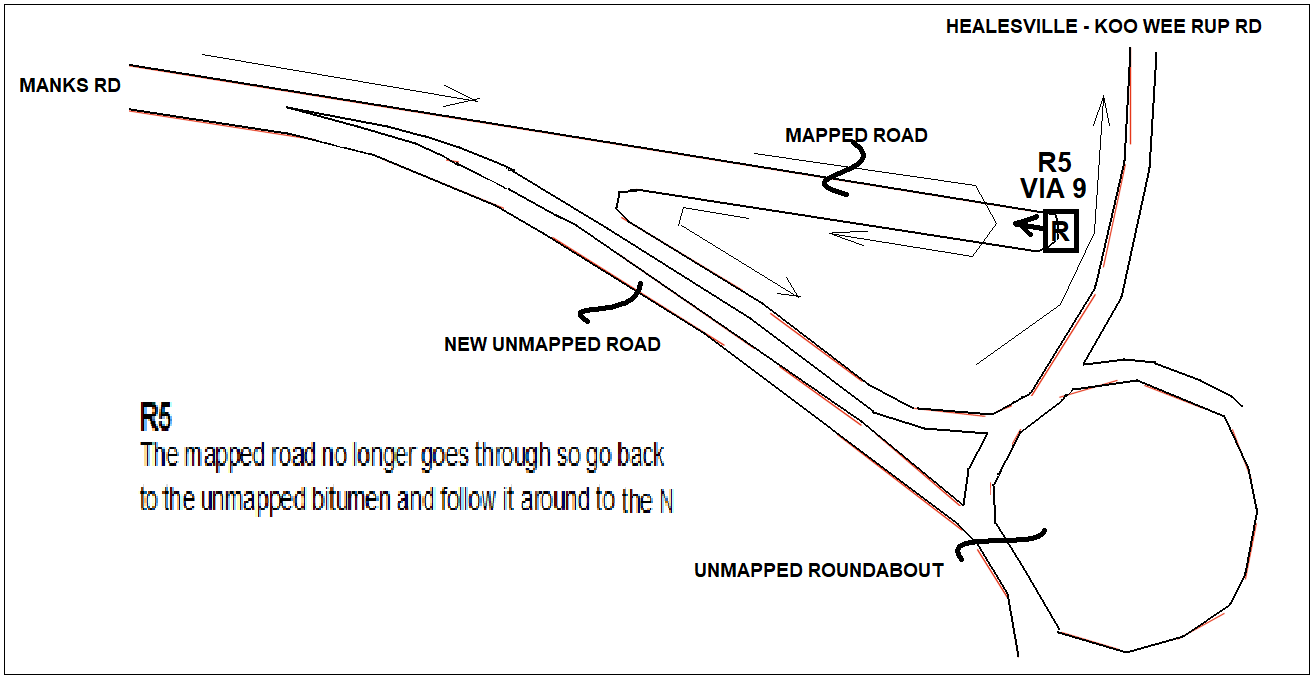 HEALESVILLE - KOO WEE RUP RD
MANKS RD
MAPPED ROAD
R5
VIA 9
R
NEW UNMAPPED ROAD
R5
The mapped road no longer goes through so go back
to the unmapped bitumen and follow it around to the N
UNMAPPED ROUNDABOUT